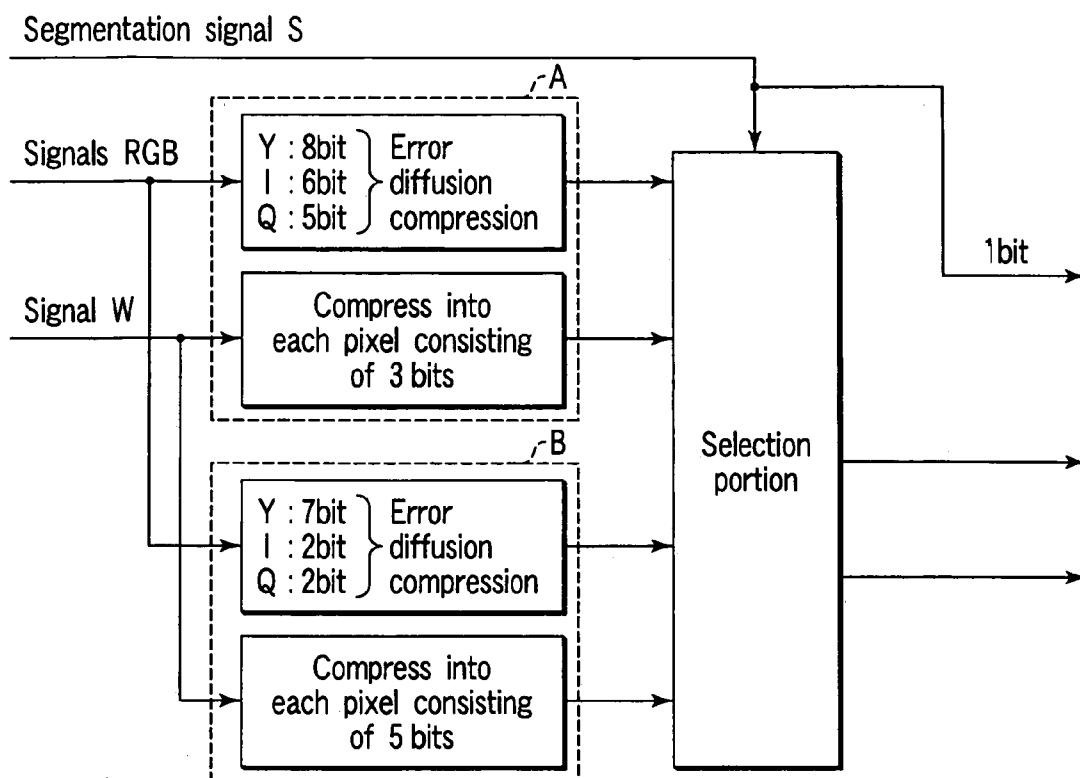 Segmentation signal S
A
Signals RGB
Y : 8bit
I : 6bit
Q : 5bit
Error
diffusion
compression
1bit
Signal W
Compress into
each pixel consisting
of 3 bits
B
Selection
portion
Y : 7bit
I : 2bit
Q : 2bit
Error
diffusion
compression
Compress into
each pixel consisting
of 5 bits